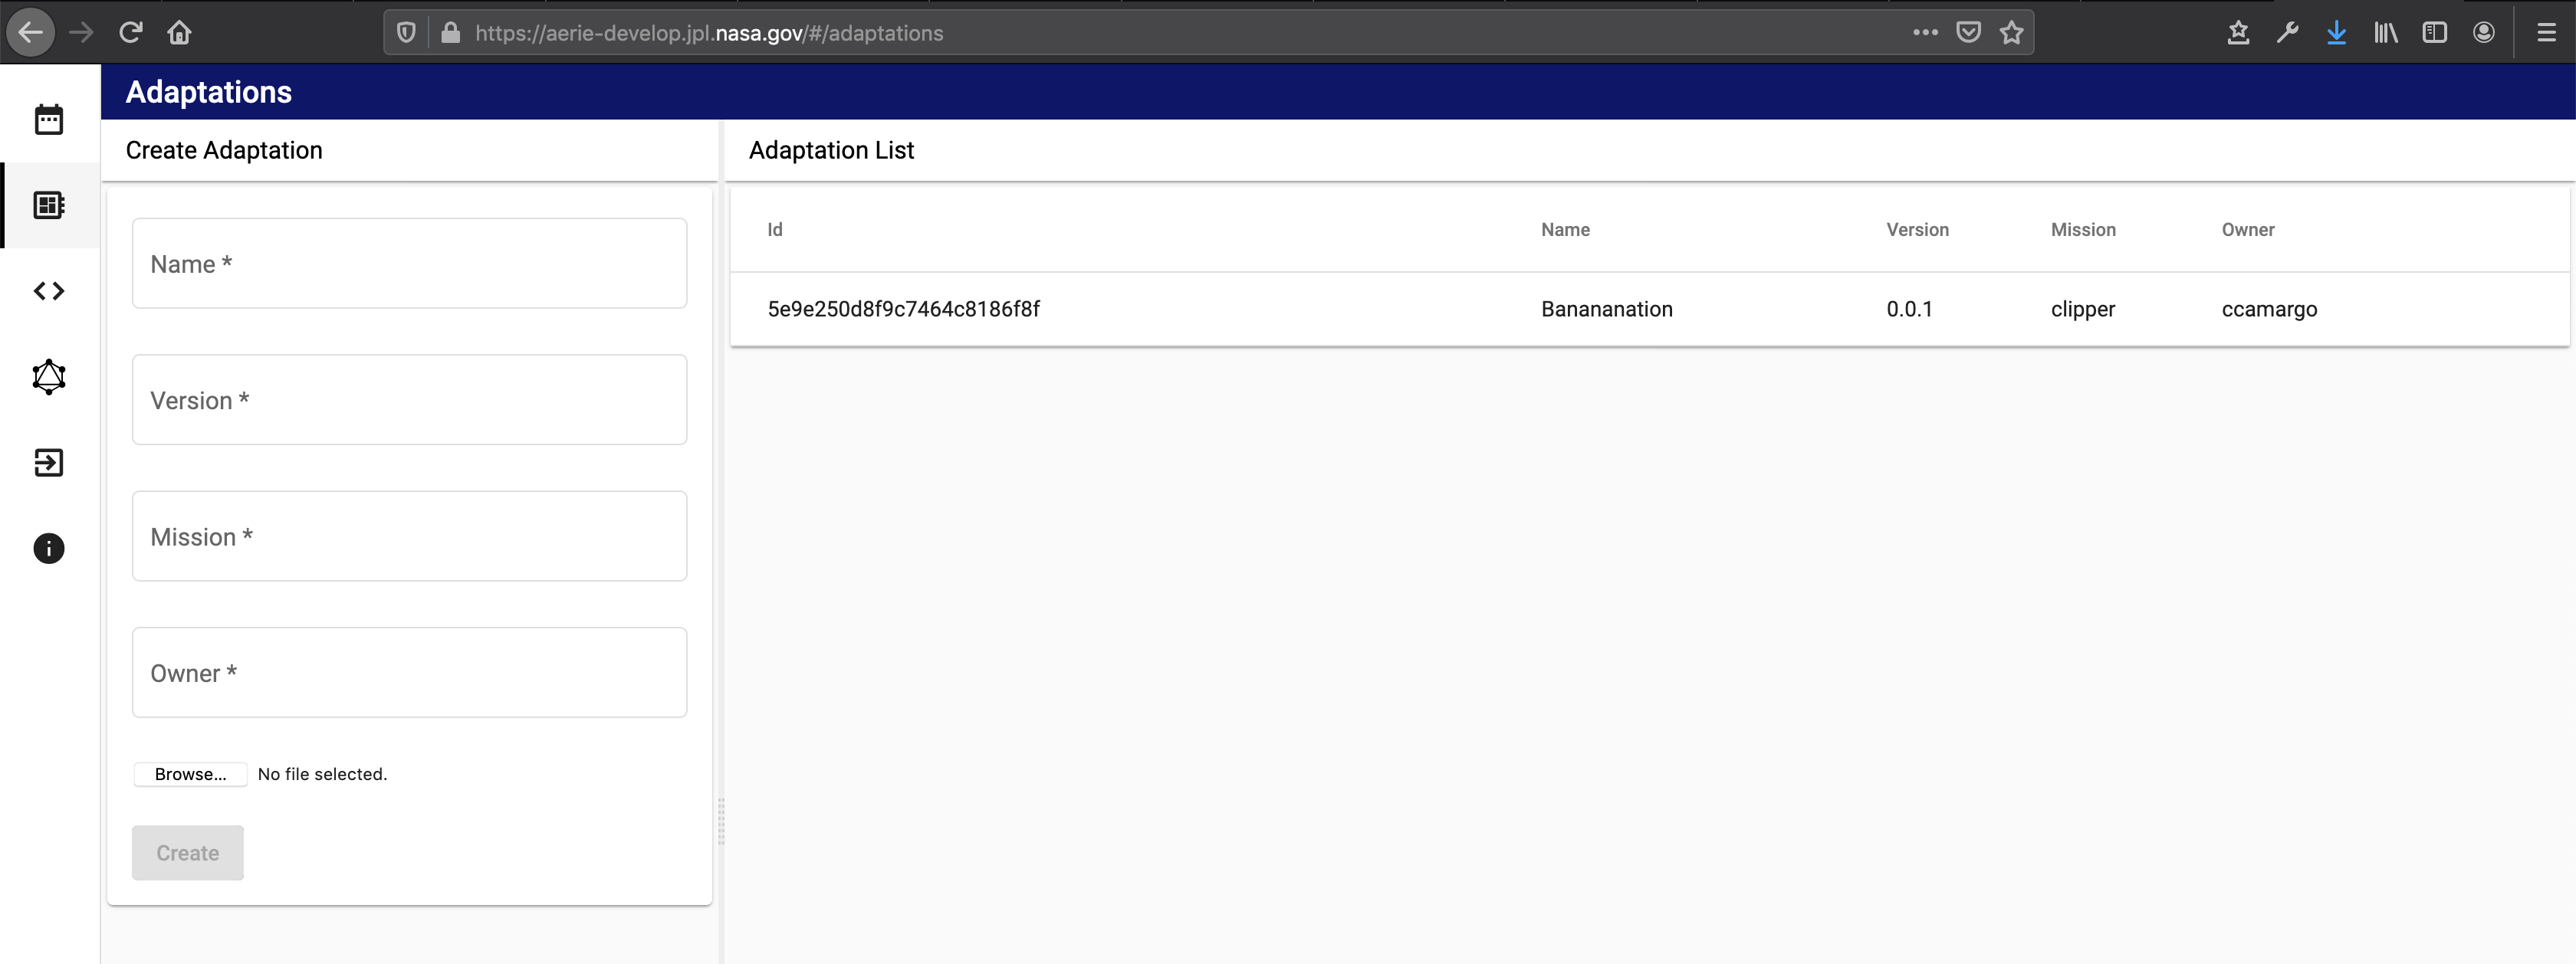 https://aerie-develop.jpl.nasa.gov/#/adaptations
Adaptations
Create Adaptation
Name *
Version *
Mission *
Owner *
Browse... No file selected.
Create
Adaptation List
Id Name Version Mission Owner
5e9e250d8f9c7464c8186f8f Banananation 0.0.1 clipper ccamargo